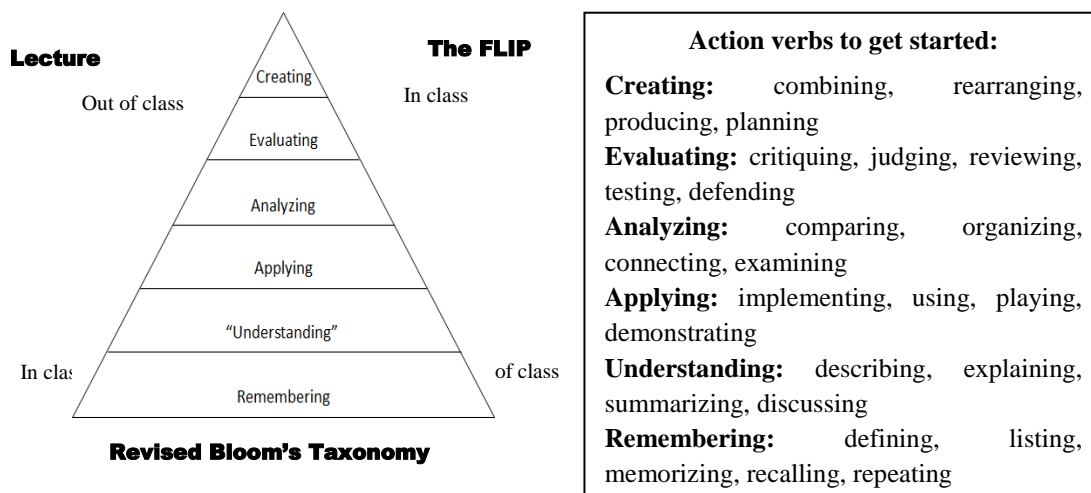 Lecture
The FLIP
Out of class
In class
Creating
Evaluating
Analyzing
Applying
“Understanding”
Remembering
In clas
of class
Revised Bloom’s Taxonomy
Action verbs to get started:
Creating: combining, rearranging,
producing, planning
Evaluating: critiquing, judging, reviewing,
testing, defending
Analyzing: comparing, organizing,
connecting, examining
Applying: implementing, using, playing,
demonstrating
Understanding: describing, explaining,
summarizing, discussing
Remembering: defining, listing,
memorizing, recalling, repeating